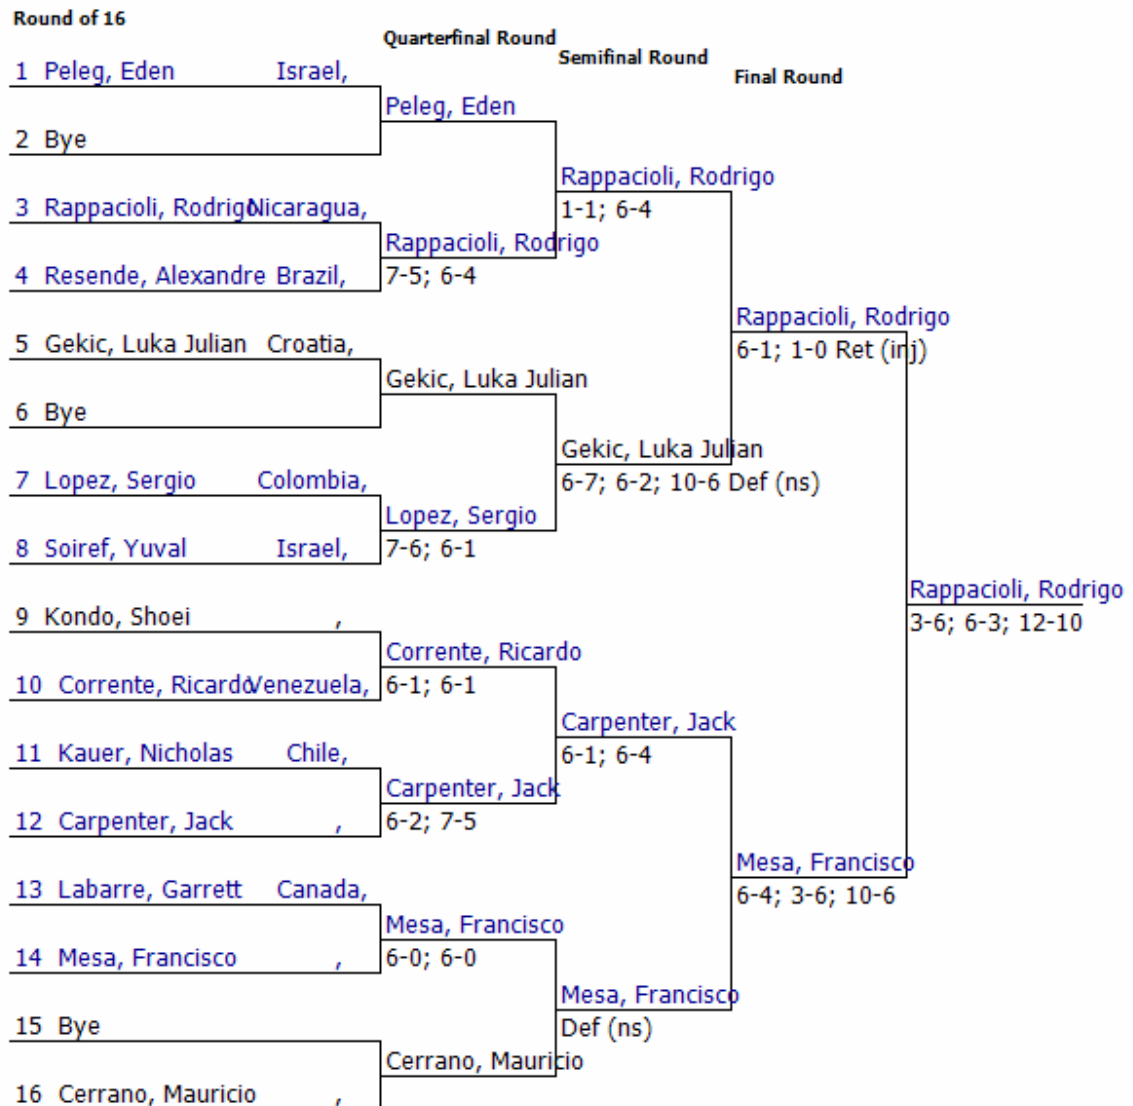 Round of 16
Quarterfinal Round
Semifinal Round
Final Round
1 Peleg, Eden Israel,
Peleg, Eden
2 Bye
Rappacioli, Rodrigo
1-1; 6-4
3 Rappacioli, Rodrigo Nicaragua,
Rappacioli, Rodrigo
7-5; 6-4
4 Resende, Alexandre Brazil,
Rappacioli, Rodrigo
6-1; 1-0 Ret (inj)
5 Gekic, Luka Julian Croatia,
Gekic, Luka Julian
6 Bye
Gekic, Luka Julian
6-7; 6-2; 10-6 Def (ns)
7 Lopez, Sergio Colombia,
Lopez, Sergio
7-6; 6-1
8 Soiref, Yuval Israel,
Rappacioli, Rodrigo
3-6; 6-3; 12-10
9 Kondo, Shoei ,
Corrente, Ricardo
6-1; 6-1
10 Corrente, Ricardo Venezuela,
Carpenter, Jack
6-1; 6-4
11 Kauer, Nicholas Chile,
Carpenter, Jack
6-2; 7-5
12 Carpenter, Jack ,
Mesa, Francisco
6-4; 3-6; 10-6
13 Labarre, Garrett Canada,
Mesa, Francisco
6-0; 6-0
14 Mesa, Francisco ,
Mesa, Francisco
Def (ns)
15 Bye
Cerrano, Mauricio
16 Cerrano, Mauricio ,